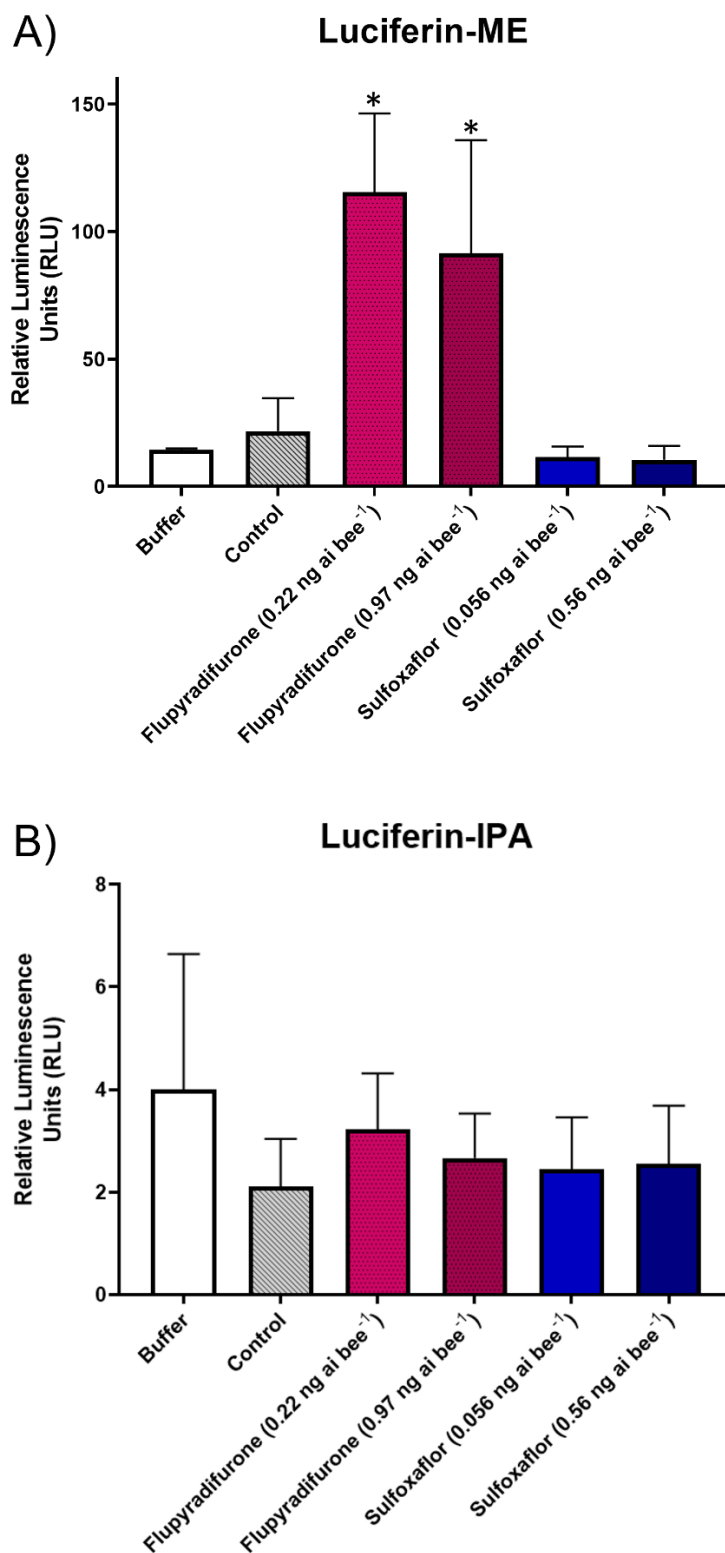 A)
Luciferin-ME
Relative Luminescence
Units (RLU)
150
100
50
0
*
*
Buffer
Control
Flupyradifurone (0.22 ng ai bee⁻¹)
Flupyradifurone (0.97 ng ai bee⁻¹)
Sulfoxaflor (0.056 ng ai bee⁻¹)
Sulfoxaflor (0.56 ng ai bee⁻¹)
B)
Luciferin-IPA
Relative Luminescence
Units (RLU)
8
6
4
2
0
Buffer
Control
Flupyradifurone (0.22 ng ai bee⁻¹)
Flupyradifurone (0.97 ng ai bee⁻¹)
Sulfoxaflor (0.056 ng ai bee⁻¹)
Sulfoxaflor (0.56 ng ai bee⁻¹)